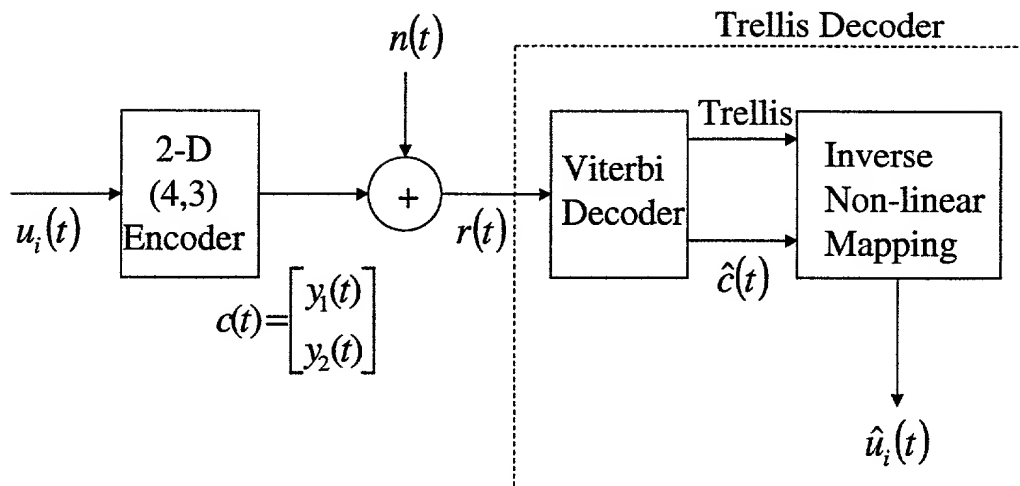 Trellis Decoder
n(t)
2-D
(4,3)
Encoder
u_i(t)
+
r(t)
c(t)=[y_1(t)
y_2(t)]
Viterbi
Decoder
Trellis
ĉ(t)
Inverse
Non-linear
Mapping
û_i(t)